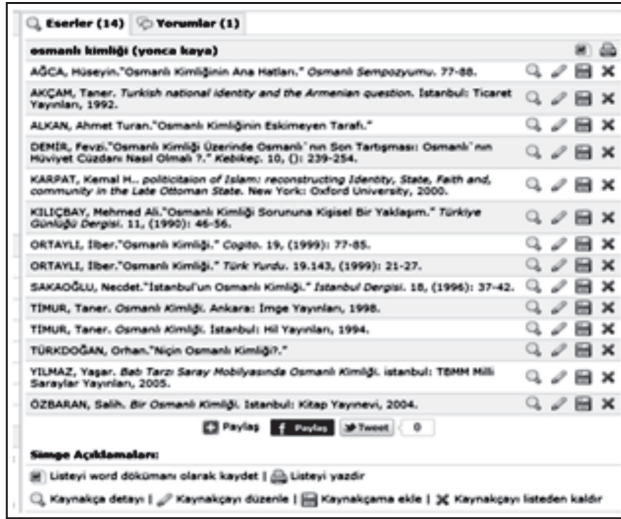 Eserler (14) Yorumlar (1)
osmanlı kimliği (yonca kaya)
AĞCA, Hüseyin."Osmanlı Kimliğinin Ana Hatları." Osmanlı Sempozyumu. 77-88.
AKÇAM, Taner. Turkish national identity and the Armenian question. İstanbul: Ticaret
Yayınları, 1992.
ALKAN, Ahmet Turan."Osmanlı Kimliğinin Eskimeyen Tarafı."
DEMİR, Fevzi."Osmanlı Kimliği Üzerinde Osmanlı`nın Son Tartışması: Osmanlı`nın
Hüviyet Cüzdanı Nasıl Olmalı ?." Kebikeç. 10, (): 239-254.
KARPAT, Kemal H.. politicitaion of Islam: reconstructing Identity, State, Faith and,
community in the Late Ottoman State. New York: Oxford University, 2000.
KILIÇBAY, Mehmed Ali."Osmanlı Kimliği Sorununa Kişisel Bir Yaklaşım." Türkiye
Günlüğü Dergisi. 11, (1990): 46-56.
ORTAYLI, İlber."Osmanlı Kimliği." Cogito. 19, (1999): 77-85.
ORTAYLI, İlber."Osmanlı Kimliği." Türk Yurdu. 19.143, (1999): 21-27.
SAKAOĞLU, Necdet."İstanbul'un Osmanlı Kimliği." İstanbul Dergisi. 18, (1996): 37-42.
TİMUR, Taner. Osmanlı Kimliği. Ankara: İmge Yayınları, 1998.
TİMUR, Taner. Osmanlı Kimliği. İstanbul: Hil Yayınları, 1994.
TÜRKDOĞAN, Orhan."Niçin Osmanlı Kimliği?."
YILMAZ, Yaşar. Batı Tarzı Saray Mobilyasında Osmanlı Kimliği. istanbul: TBMM Milli
Saraylar Yayınları, 2005.
ÖZBARAN, Salih. Bir Osmanlı Kimliği. İstanbul: Kitap Yayınevi, 2004.
Paylaş f Paylaş Tweet 0
Simge Açıklamaları:
Listeyi word dökümanı olarak kaydet | Listeyi yazdır
Kaynakça detayı | Kaynakçayı düzenle | Kaynakçama ekle | Kaynakçayı listeden kaldır